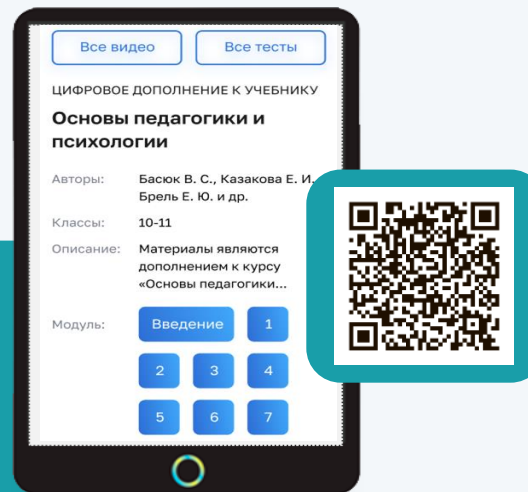 Все видео
Все тесты
ЦИФРОВОЕ ДОПОЛНЕНИЕ К УЧЕБНИКУ
Основы педагогики и
психологии
Авторы: Басюк В. С., Казакова Е. И.
Брель Е. Ю. и др.
Классы: 10-11
Описание: Материалы являются
дополнением к курсу
«Основы педагогики...
Модуль: Введение 1
2 3 4
5 6 7